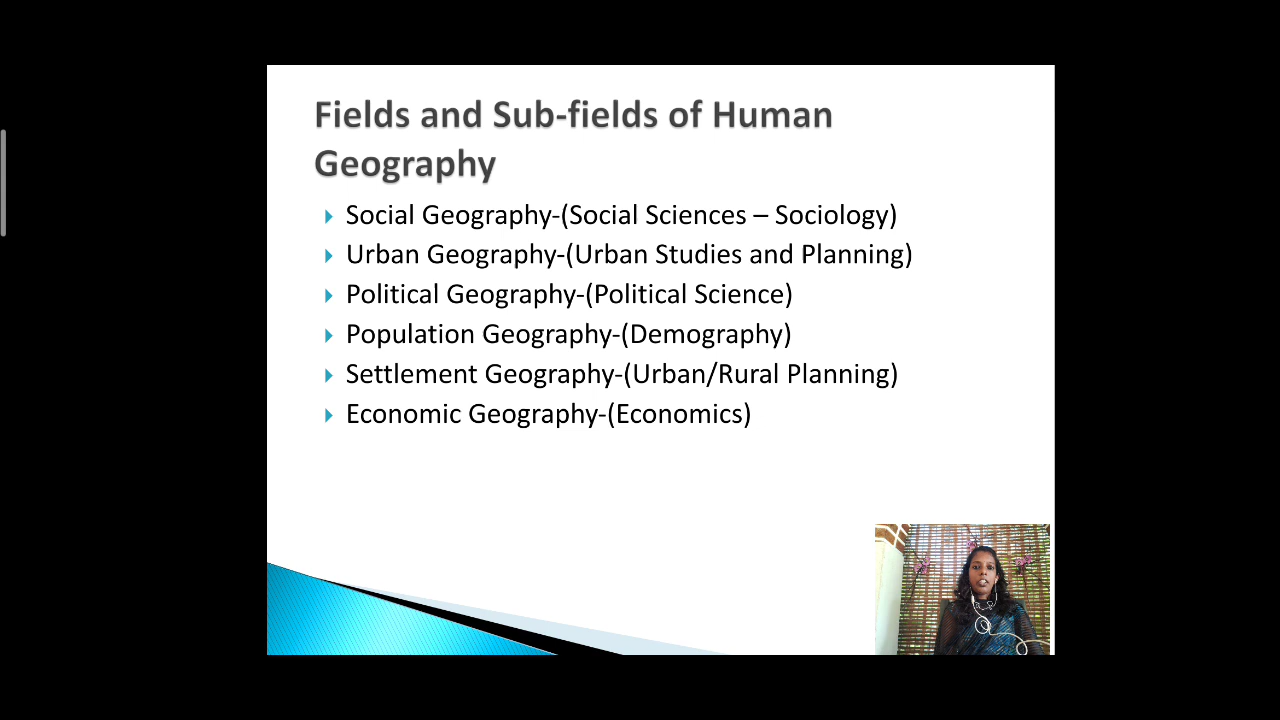 Fields and Sub-fields of Human
Geography
Social Geography-(Social Sciences – Sociology)
Urban Geography-(Urban Studies and Planning)
Political Geography-(Political Science)
Population Geography-(Demography)
Settlement Geography-(Urban/Rural Planning)
Economic Geography-(Economics)